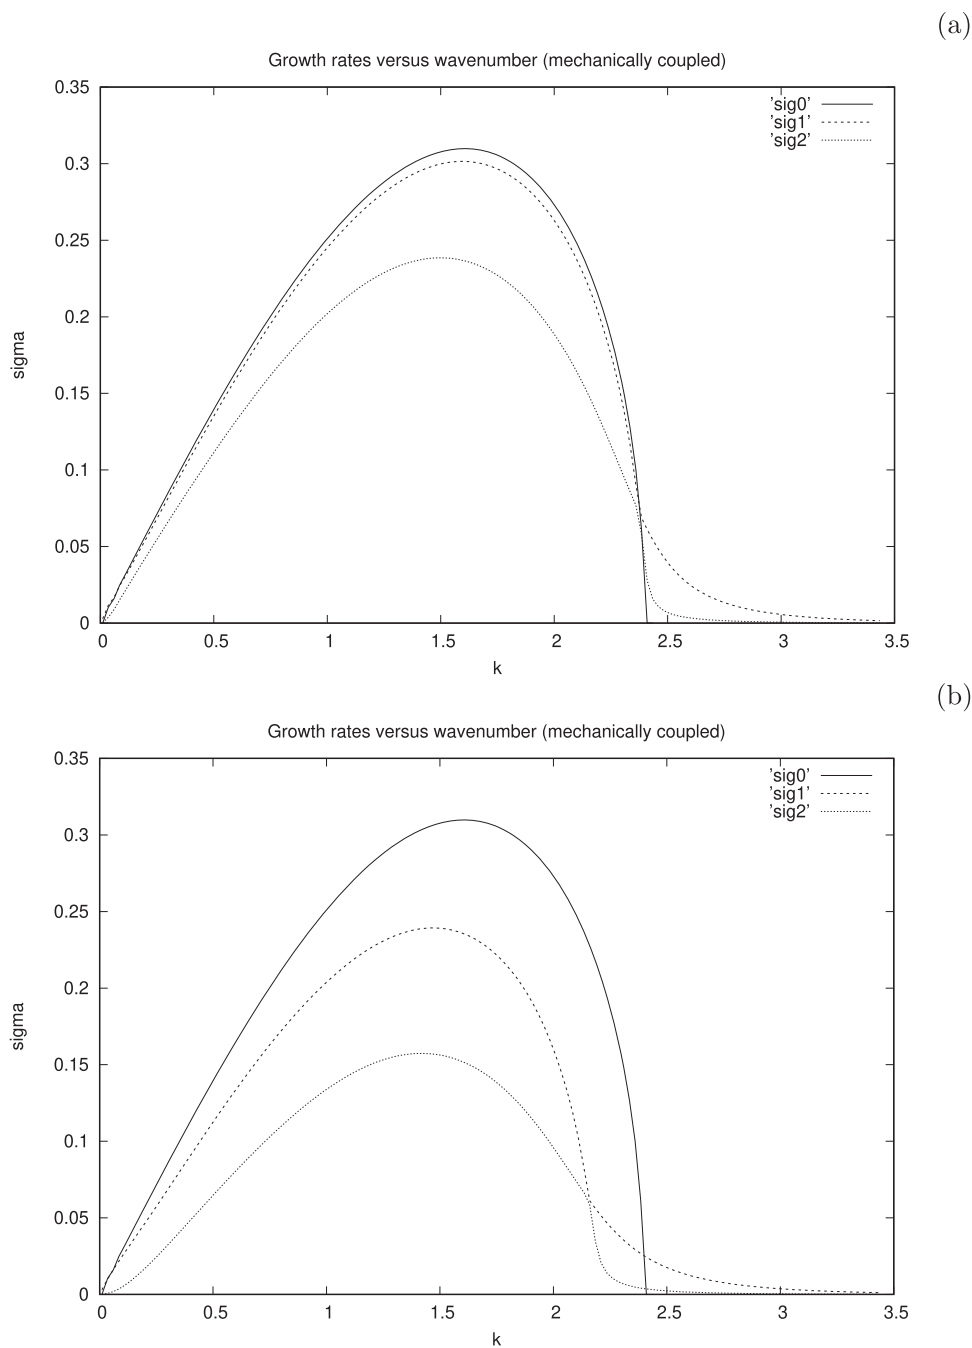 (a)
Growth rates versus wavenumber (mechanically coupled)
0.35
'sig0'
'sig1'
'sig2'
0.3
0.25
0.2
sigma
0.15
0.1
0.05
0
0 0.5 1 1.5 2 2.5 3 3.5
k
(b)
Growth rates versus wavenumber (mechanically coupled)
0.35
'sig0'
'sig1'
'sig2'
0.3
0.25
0.2
sigma
0.15
0.1
0.05
0
0 0.5 1 1.5 2 2.5 3 3.5
k